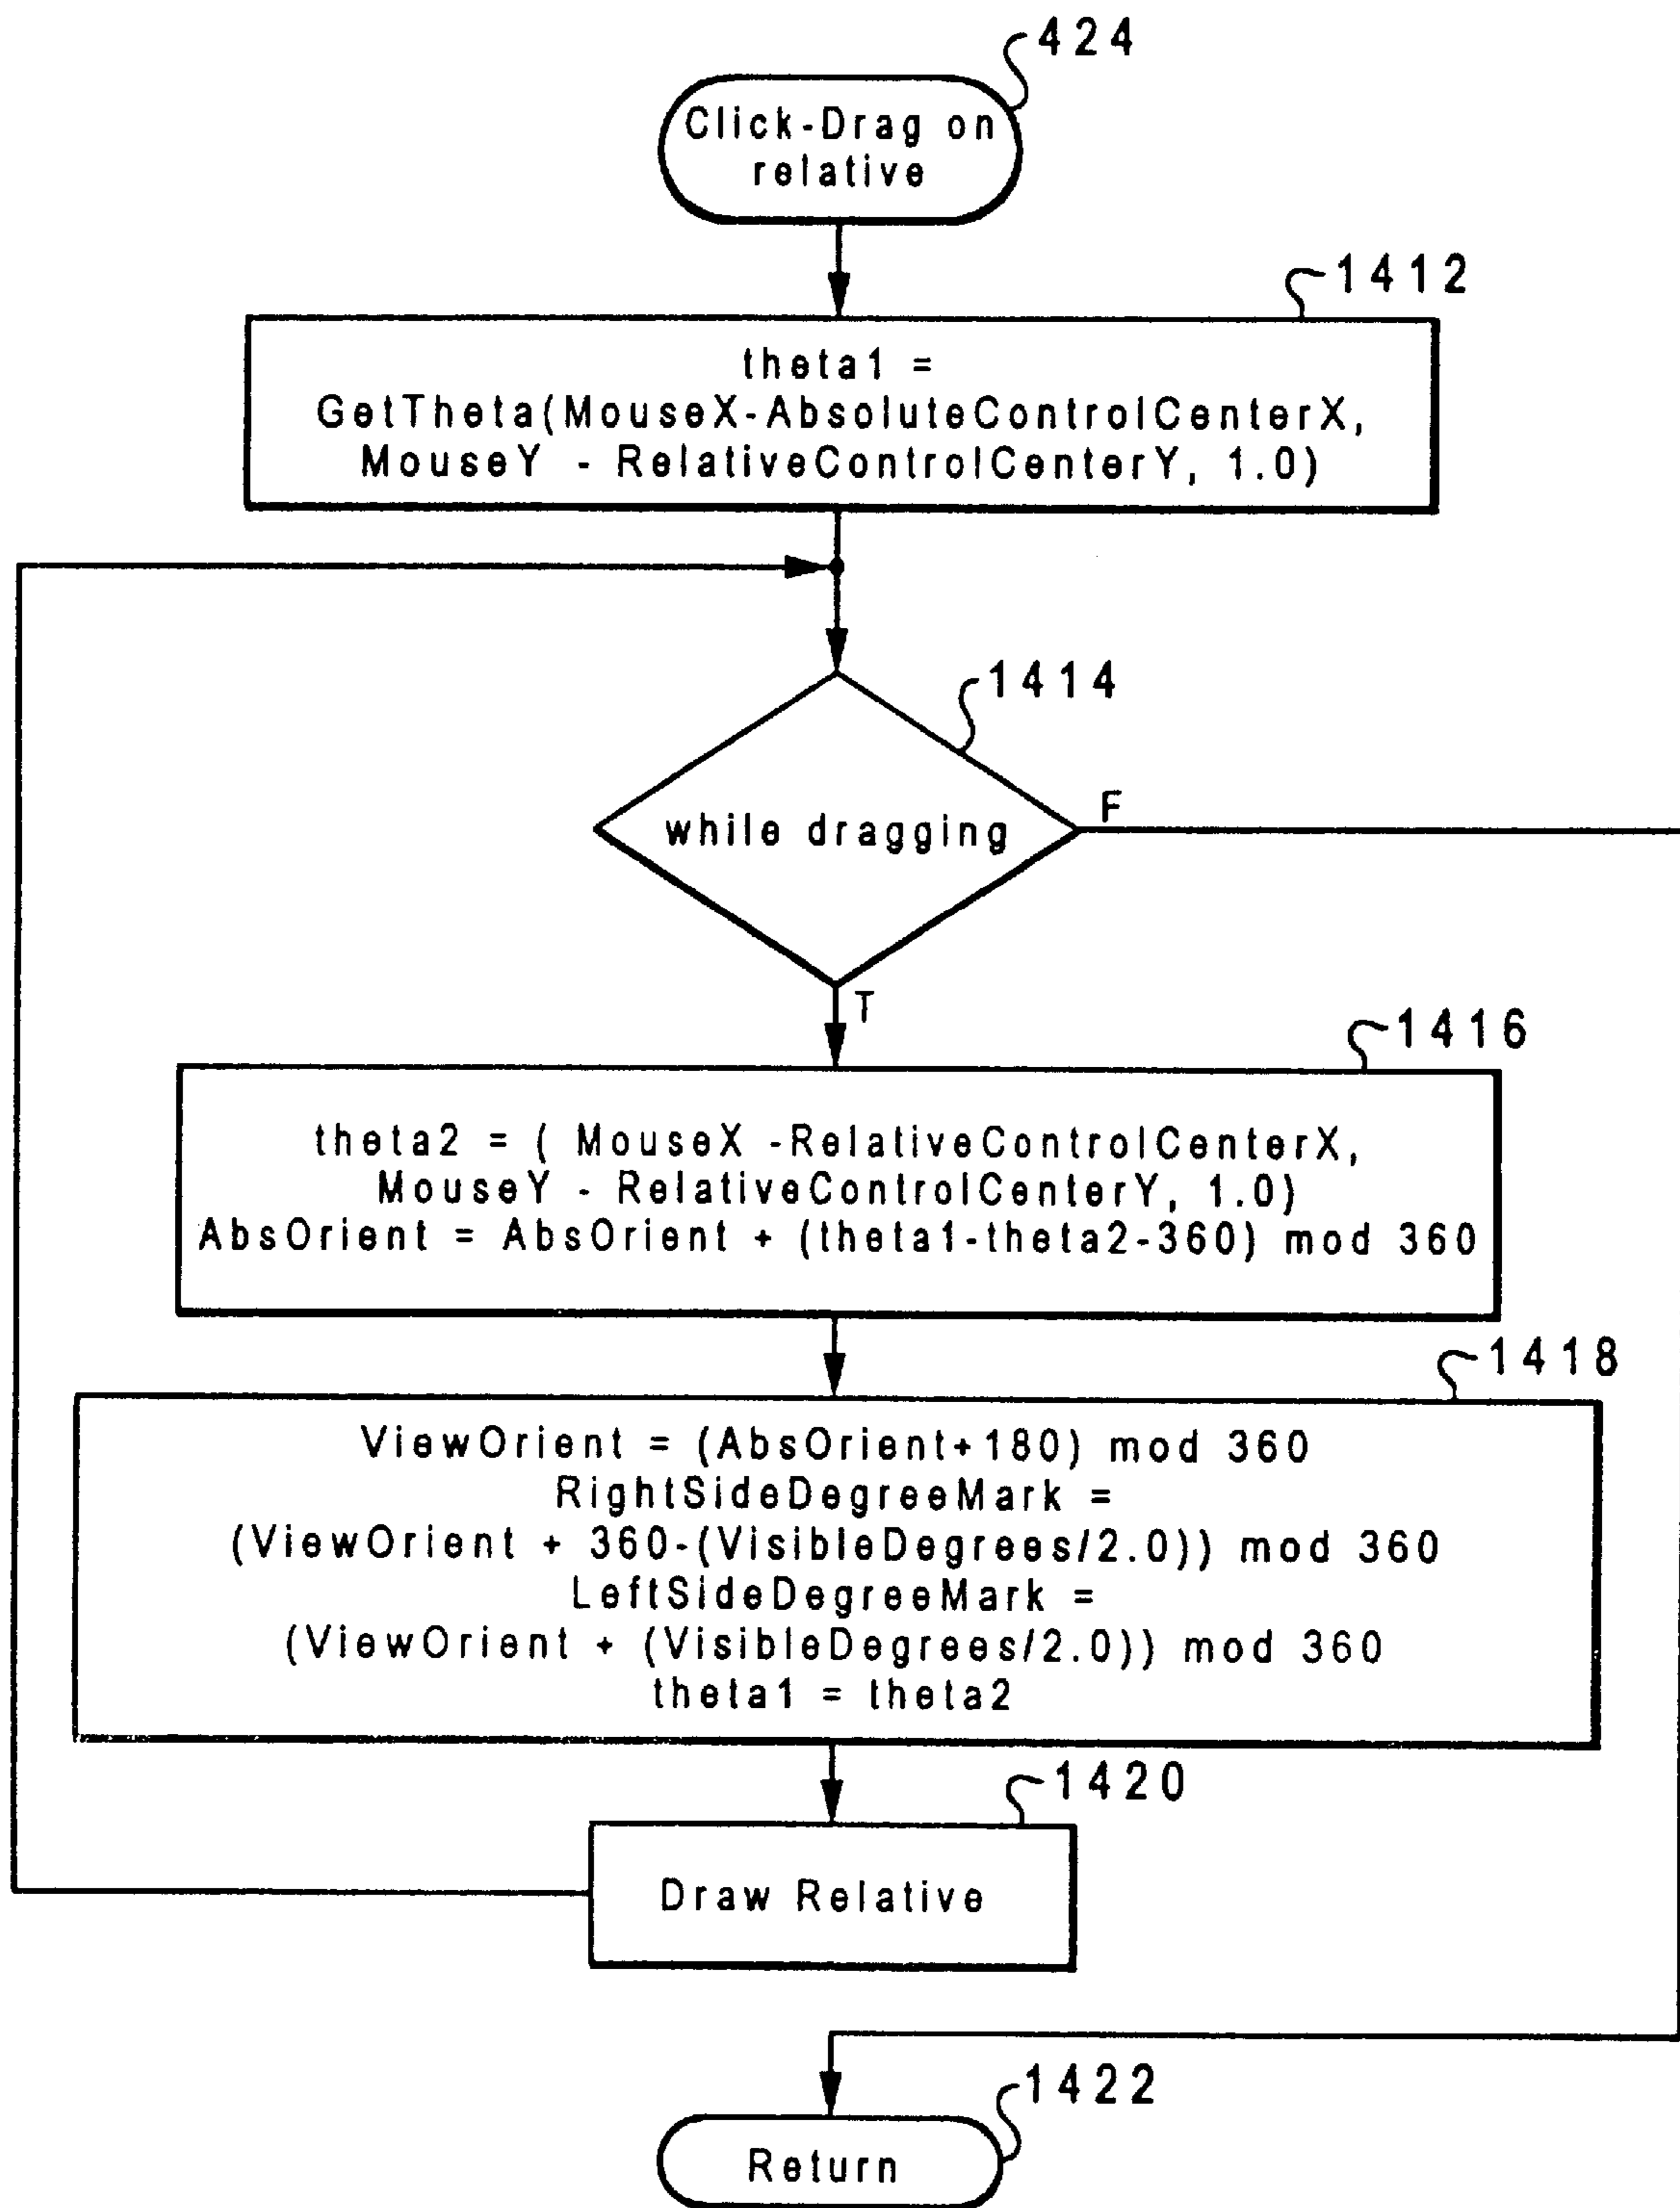 424
Click-Drag on
relative
1412
theta1 =
GetTheta(MouseX-AbsoluteControlCenterX,
MouseY - RelativeControlCenterY, 1.0)
1414
while dragging
F
T
1416
theta2 = ( MouseX -RelativeControlCenterX,
MouseY - RelativeControlCenterY, 1.0)
AbsOrient = AbsOrient + (theta1-theta2-360) mod 360
1418
ViewOrient = (AbsOrient+180) mod 360
RightSideDegreeMark =
(ViewOrient + 360-(VisibleDegrees/2.0)) mod 360
LeftSideDegreeMark =
(ViewOrient + (VisibleDegrees/2.0)) mod 360
theta1 = theta2
1420
Draw Relative
1422
Return